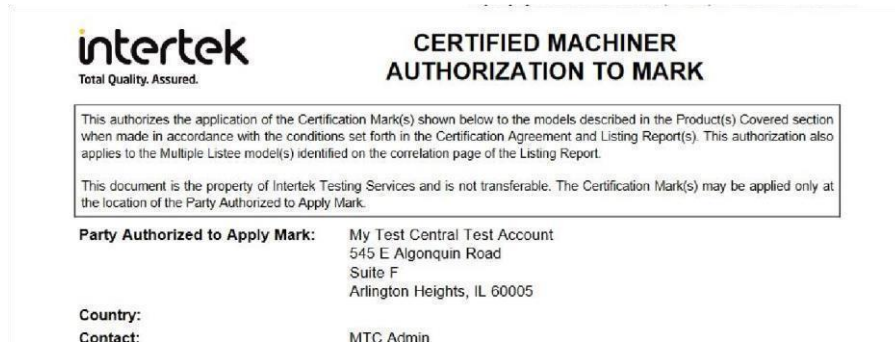 intertek
Total Quality. Assured.
CERTIFIED MACHINER
AUTHORIZATION TO MARK
This authorizes the application of the Certification Mark(s) shown below to the models described in the Product(s) Covered section
when made in accordance with the conditions set forth in the Certification Agreement and Listing Report(s). This authorization also
applies to the Multiple Listee model(s) identified on the correlation page of the Listing Report.
This document is the property of Intertek Testing Services and is not transferable. The Certification Mark(s) may be applied only at
the location of the Party Authorized to Apply Mark.
Party Authorized to Apply Mark: My Test Central Test Account
545 E Algonquin Road
Suite F
Arlington Heights, IL 60005
Country:
Contact: MTC Admin